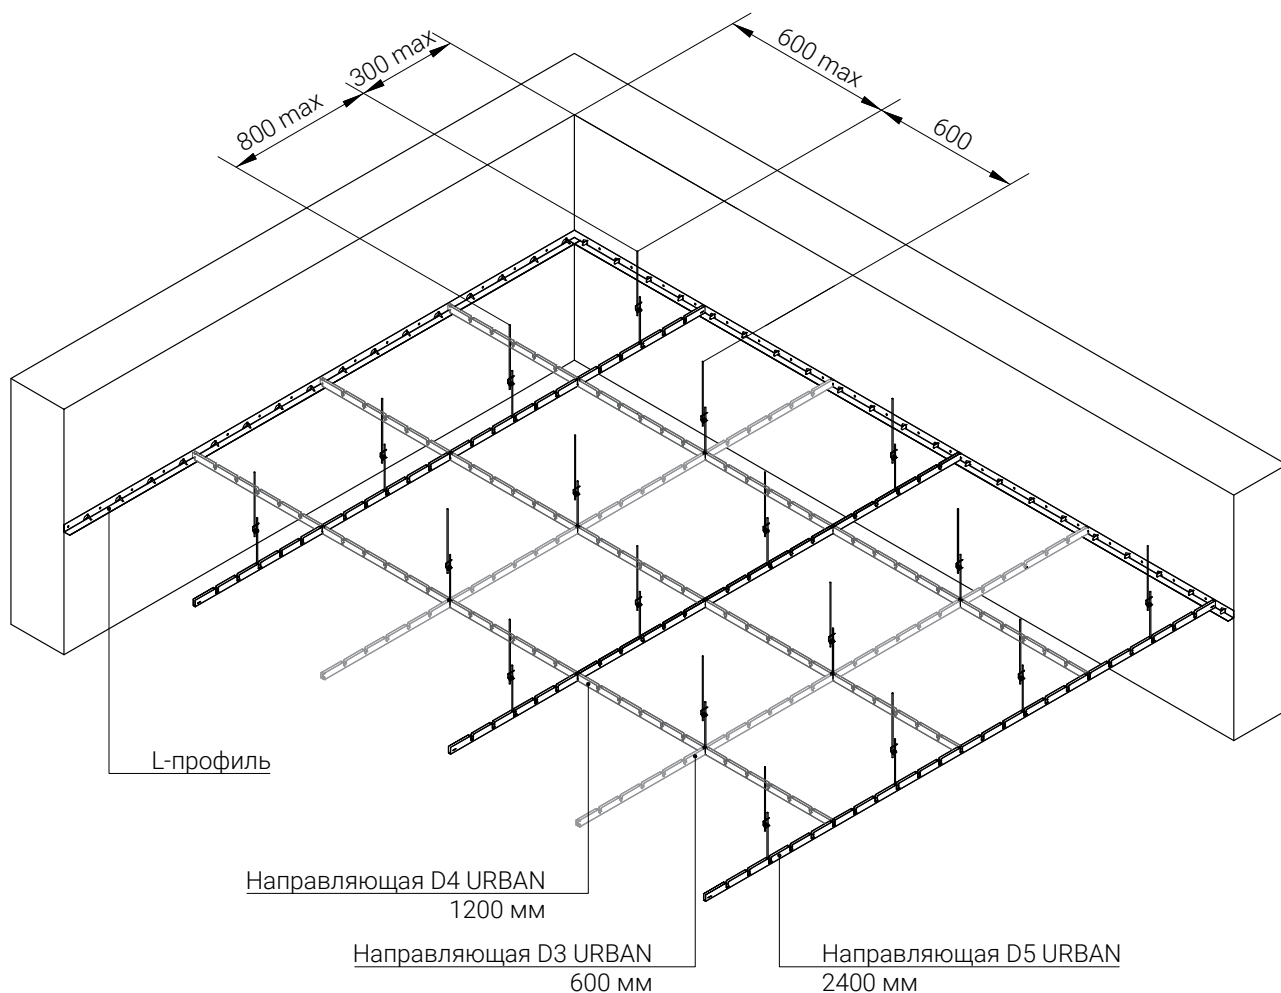 300 max
600 max
800 max
600
L-профиль
Направляющая D4 URBAN
1200 мм
Направляющая D3 URBAN
600 мм
Направляющая D5 URBAN
2400 мм